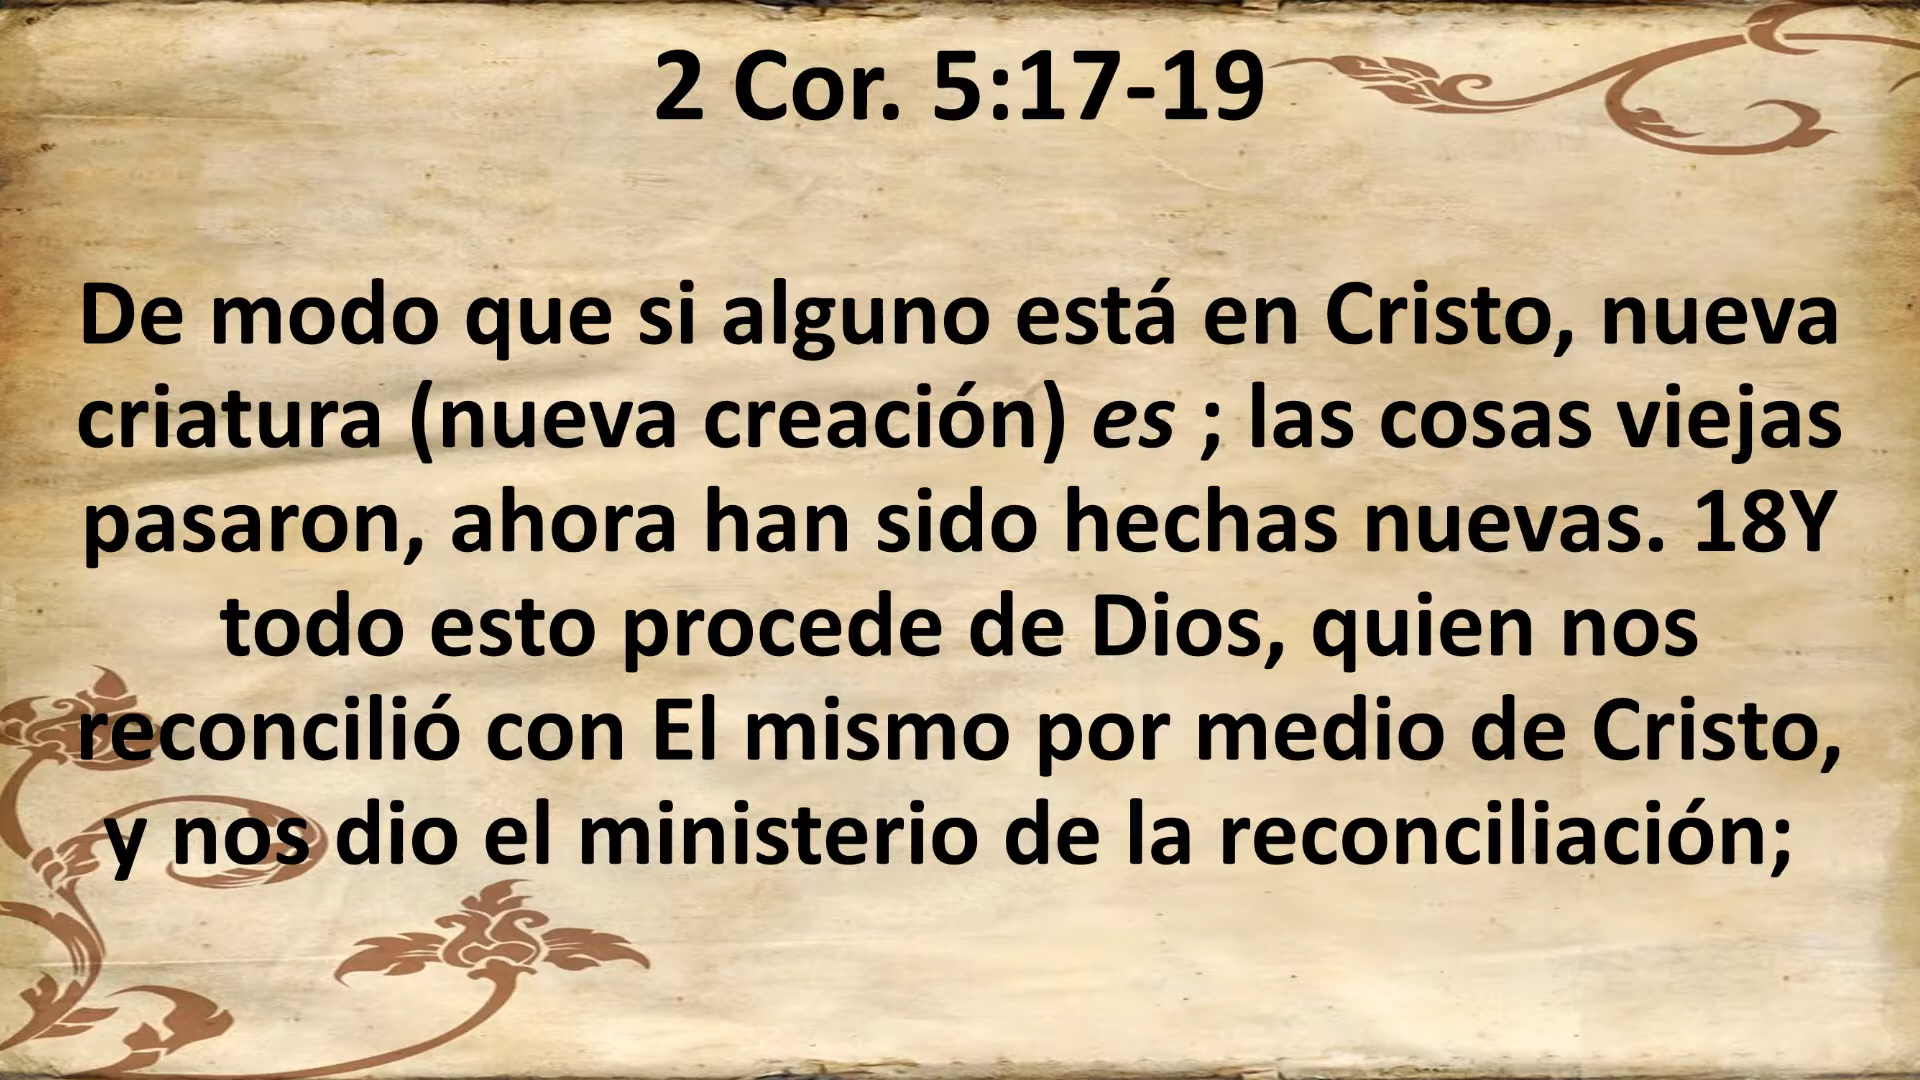 2 Cor. 5:17-19
De modo que si alguno está en Cristo, nueva
criatura (nueva creación) es ; las cosas viejas
pasaron, ahora han sido hechas nuevas. 18Y
todo esto procede de Dios, quien nos
reconcilió con El mismo por medio de Cristo,
y nos dio el ministerio de la reconciliación;